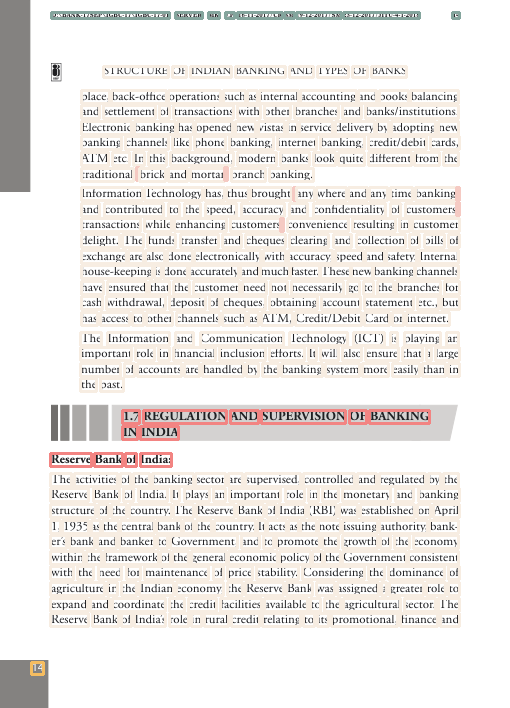 STRUCTURE OF INDIAN BANKING AND TYPES OF BANKS
place, back-office operations such as internal accounting and books balancing
and settlement of transactions with other branches and banks/institutions.
Electronic banking has opened new vistas in service delivery by adopting new
banking channels like phone banking, internet banking, credit/debit cards,
ATM etc. In this background, modern banks look quite different from the
traditional brick and mortar branch banking.
Information Technology has, thus brought any where and any time banking
and contributed to the speed, accuracy and confidentiality of customers
transactions while enhancing customers convenience resulting in customer
delight. The funds transfer and cheques clearing and collection of bills of
exchange are also done electronically with accuracy speed and safety. Internal
house-keeping is done accurately and much faster. These new banking channels
have ensured that the customer need not necessarily go to the branches for
cash withdrawal, deposit of cheques, obtaining account statement etc., but
has access to other channels such as ATM, Credit/Debit Card or internet.
The Information and Communication Technology (ICT) is playing an
important role in financial inclusion efforts. It will also ensure that a large
number of accounts are handled by the banking system more easily than in
the past.
1.7 REGULATION AND SUPERVISION OF BANKING
IN INDIA
Reserve Bank of India:
The activities of the banking sector are supervised, controlled and regulated by the
Reserve Bank of India. It plays an important role in the monetary and banking
structure of the country. The Reserve Bank of India (RBI) was established on April
1, 1935 as the central bank of the country. It acts as the note issuing authority, bank-
er's bank and banker to Government, and to promote the growth of the economy
within the framework of the general economic policy of the Government consistent
with the need for maintenance of price stability. Considering the dominance of
agriculture in the Indian economy, the Reserve Bank was assigned a greater role to
expand and coordinate the credit facilities available to the agricultural sector. The
Reserve Bank of India's role in rural credit relating to its promotional, finance and